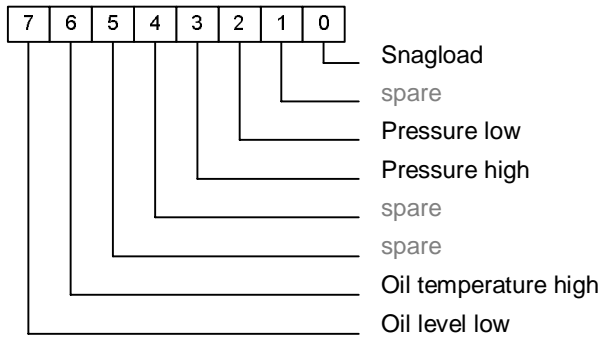 7 6 5 4 3 2 1 0
Snagload
spare
Pressure low
Pressure high
spare
spare
Oil temperature high
Oil level low